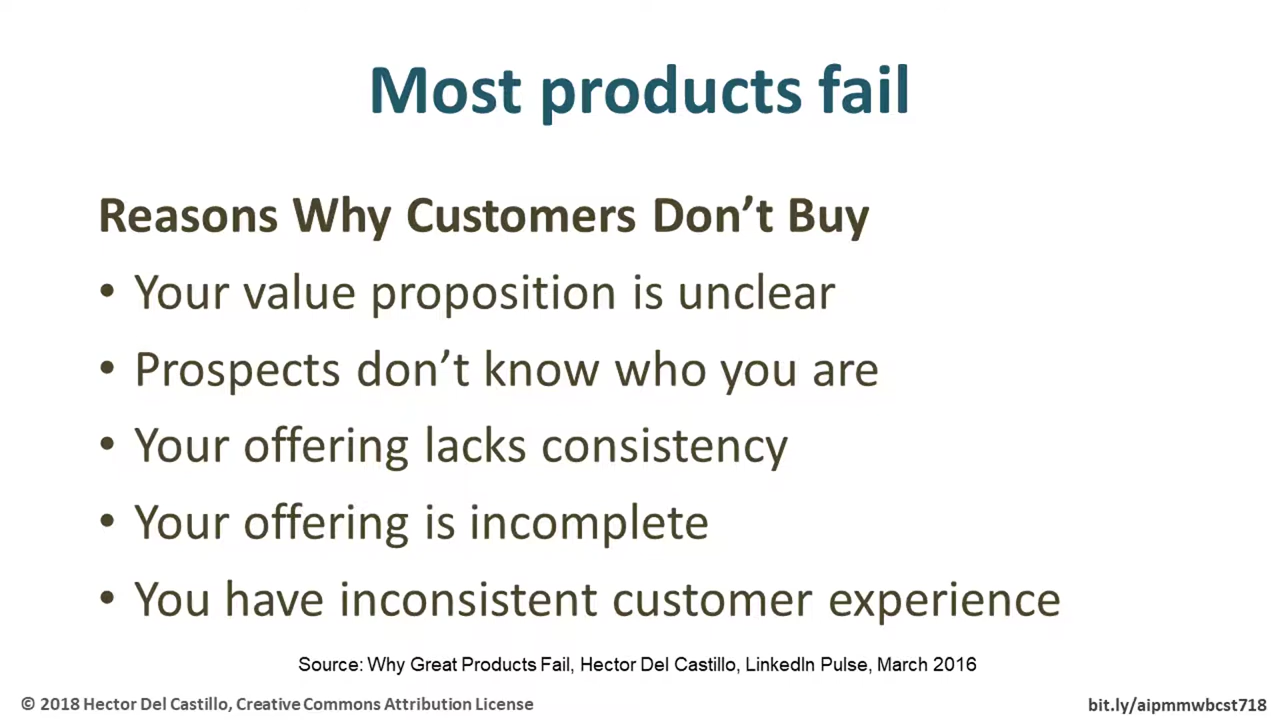 Most products fail
Reasons Why Customers Don’t Buy
• Your value proposition is unclear
• Prospects don’t know who you are
• Your offering lacks consistency
• Your offering is incomplete
• You have inconsistent customer experience
Source: Why Great Products Fail, Hector Del Castillo, LinkedIn Pulse, March 2016
© 2018 Hector Del Castillo, Creative Commons Attribution License
bit.ly/aipmmwbcst718